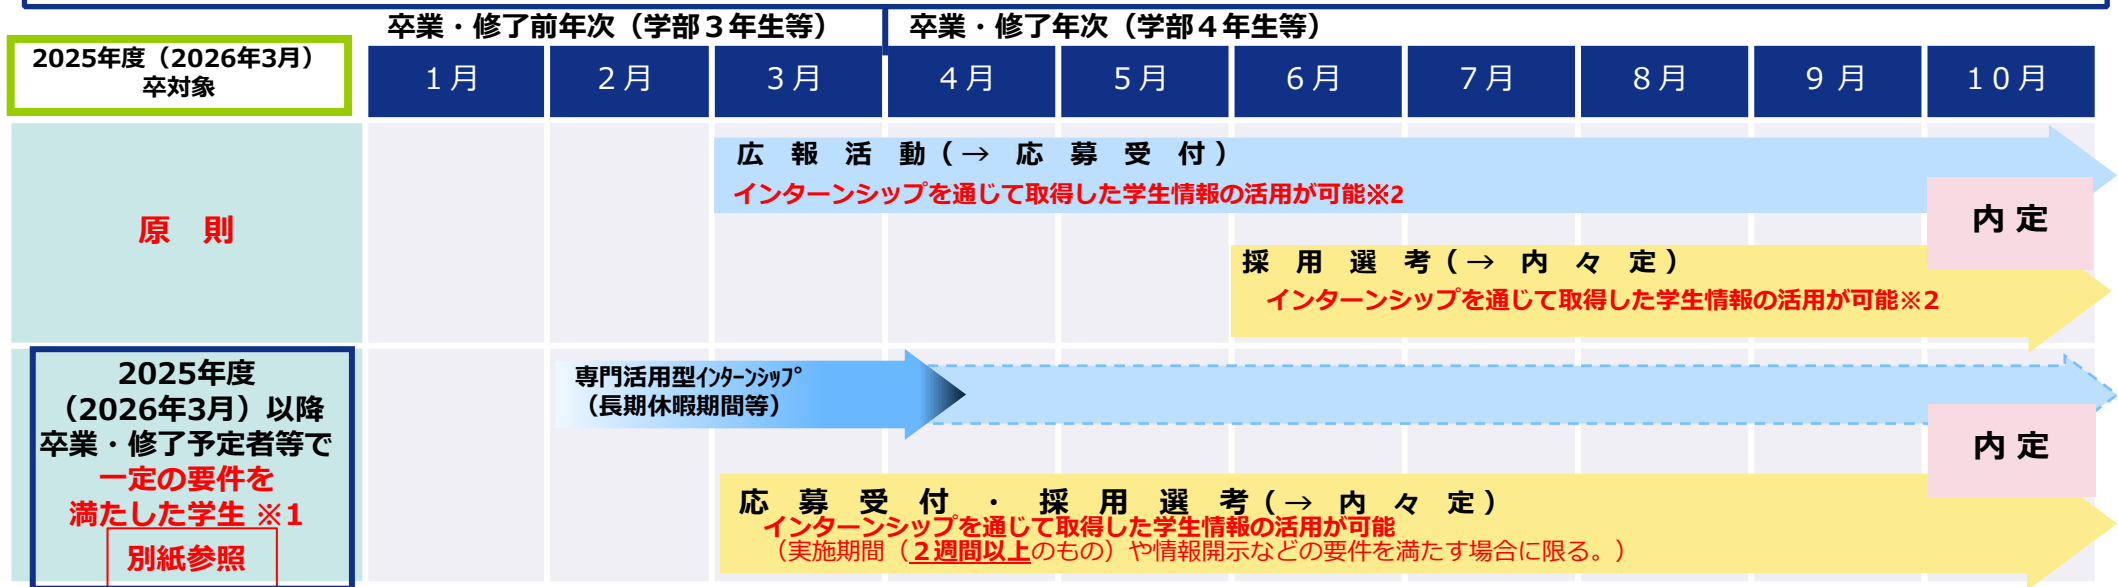 卒業・修了前年次（学部３年生等）
卒業・修了年次（学部４年生等）
2025年度（2026年3月）
卒対象
１月
２月
３月
４月
５月
６月
７月
８月
９月
１０月
原　則
広　報　活　動（→　応　募　受　付）
インターンシップを通じて取得した学生情報の活用が可能※2
内定
採　用　選　考（→　内　々　定）
インターンシップを通じて取得した学生情報の活用が可能※2
2025年度
（2026年3月）以降
卒業・修了予定者等で
一定の要件を
満たした学生 ※1
別紙参照
専門活用型ｲﾝﾀｰﾝｼｯﾌﾟ
（長期休暇期間等）
内定
応　募　受　付　・　採　用　選　考（→　内　々　定）
インターンシップを通じて取得した学生情報の活用が可能
（実施期間（２週間以上のもの）や情報開示などの要件を満たす場合に限る。）